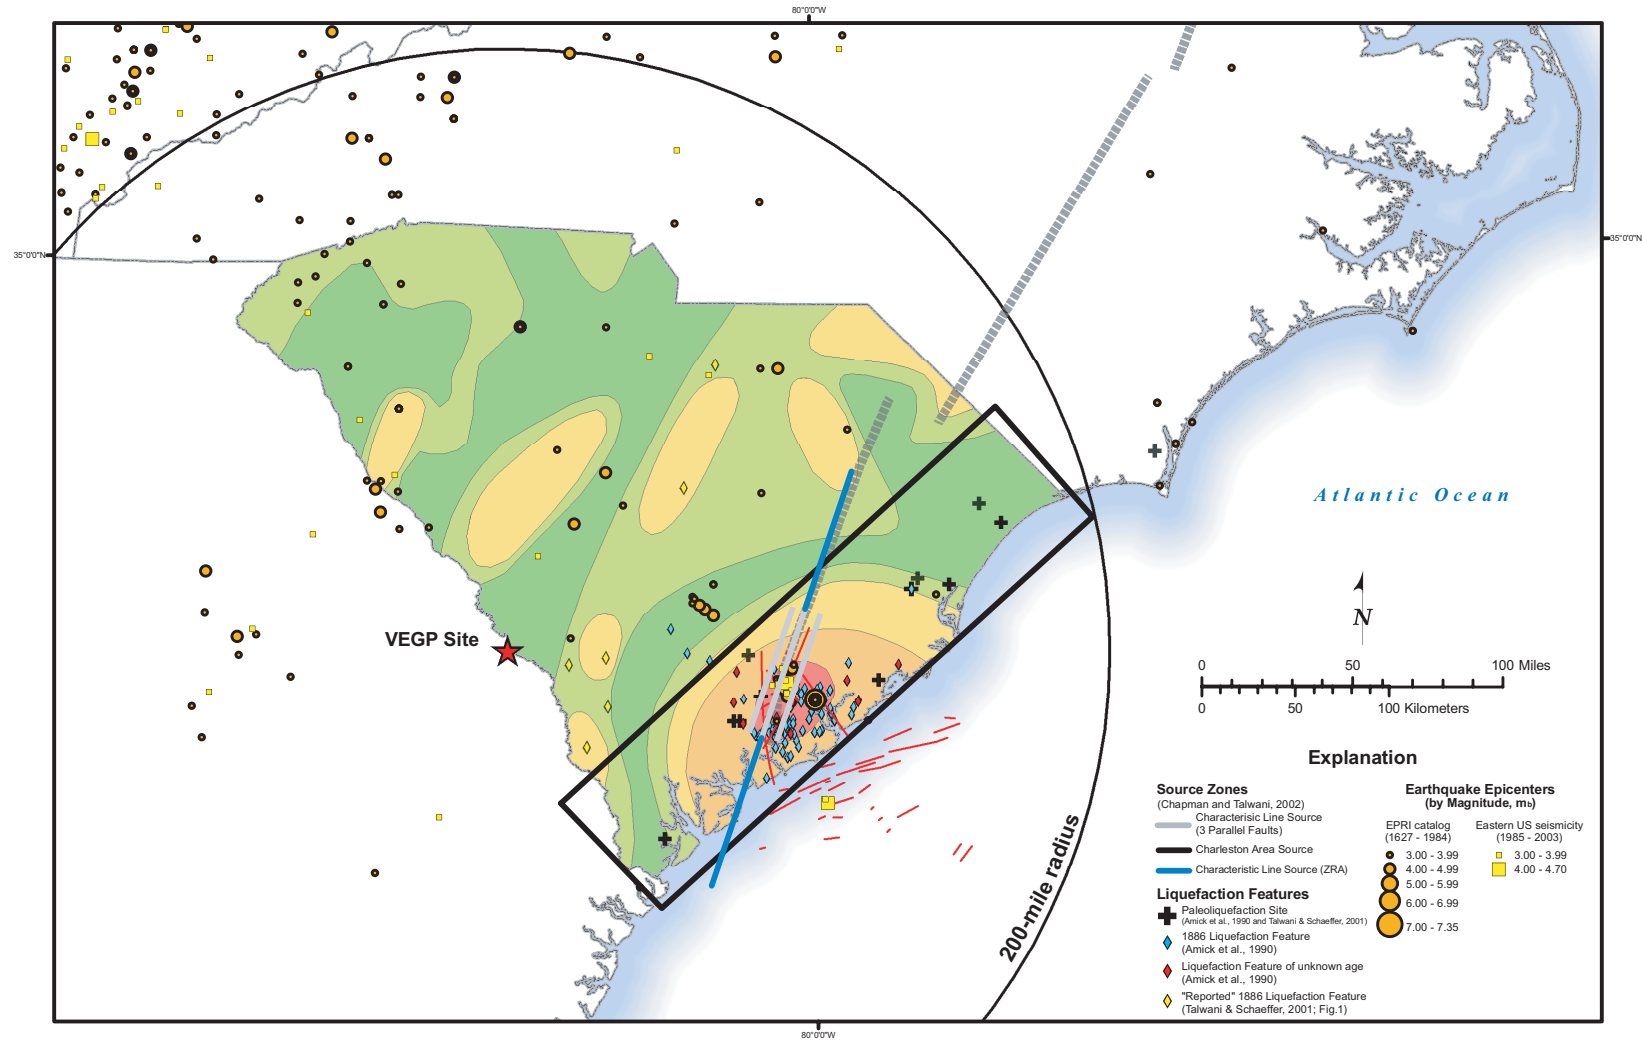 80°0'0"W
35°0'0"N
35°0'0"N
Atlantic Ocean
N
VEGP Site
0 50 100 Miles
0 50 100 Kilometers
200-mile radius
Explanation
Source Zones
(Chapman and Talwani, 2002)
Characterisic Line Source
(3 Parallel Faults)
Charleston Area Source
Characteristic Line Source (ZRA)
Liquefaction Features
Paleoliquefaction Site
(Amick et al., 1990 and Talwani & Schaeffer, 2001)
1886 Liquefaction Feature
(Amick et al., 1990)
Liquefaction Feature of unknown age
(Amick et al., 1990)
"Reported" 1886 Liquefaction Feature
(Talwani & Schaeffer, 2001; Fig.1)
Earthquake Epicenters
(by Magnitude, mb)
EPRI catalog
(1627 - 1984)
3.00 - 3.99
4.00 - 4.99
5.00 - 5.99
6.00 - 6.99
7.00 - 7.35
Eastern US seismicity
(1985 - 2003)
3.00 - 3.99
4.00 - 4.70
80°0'0"W